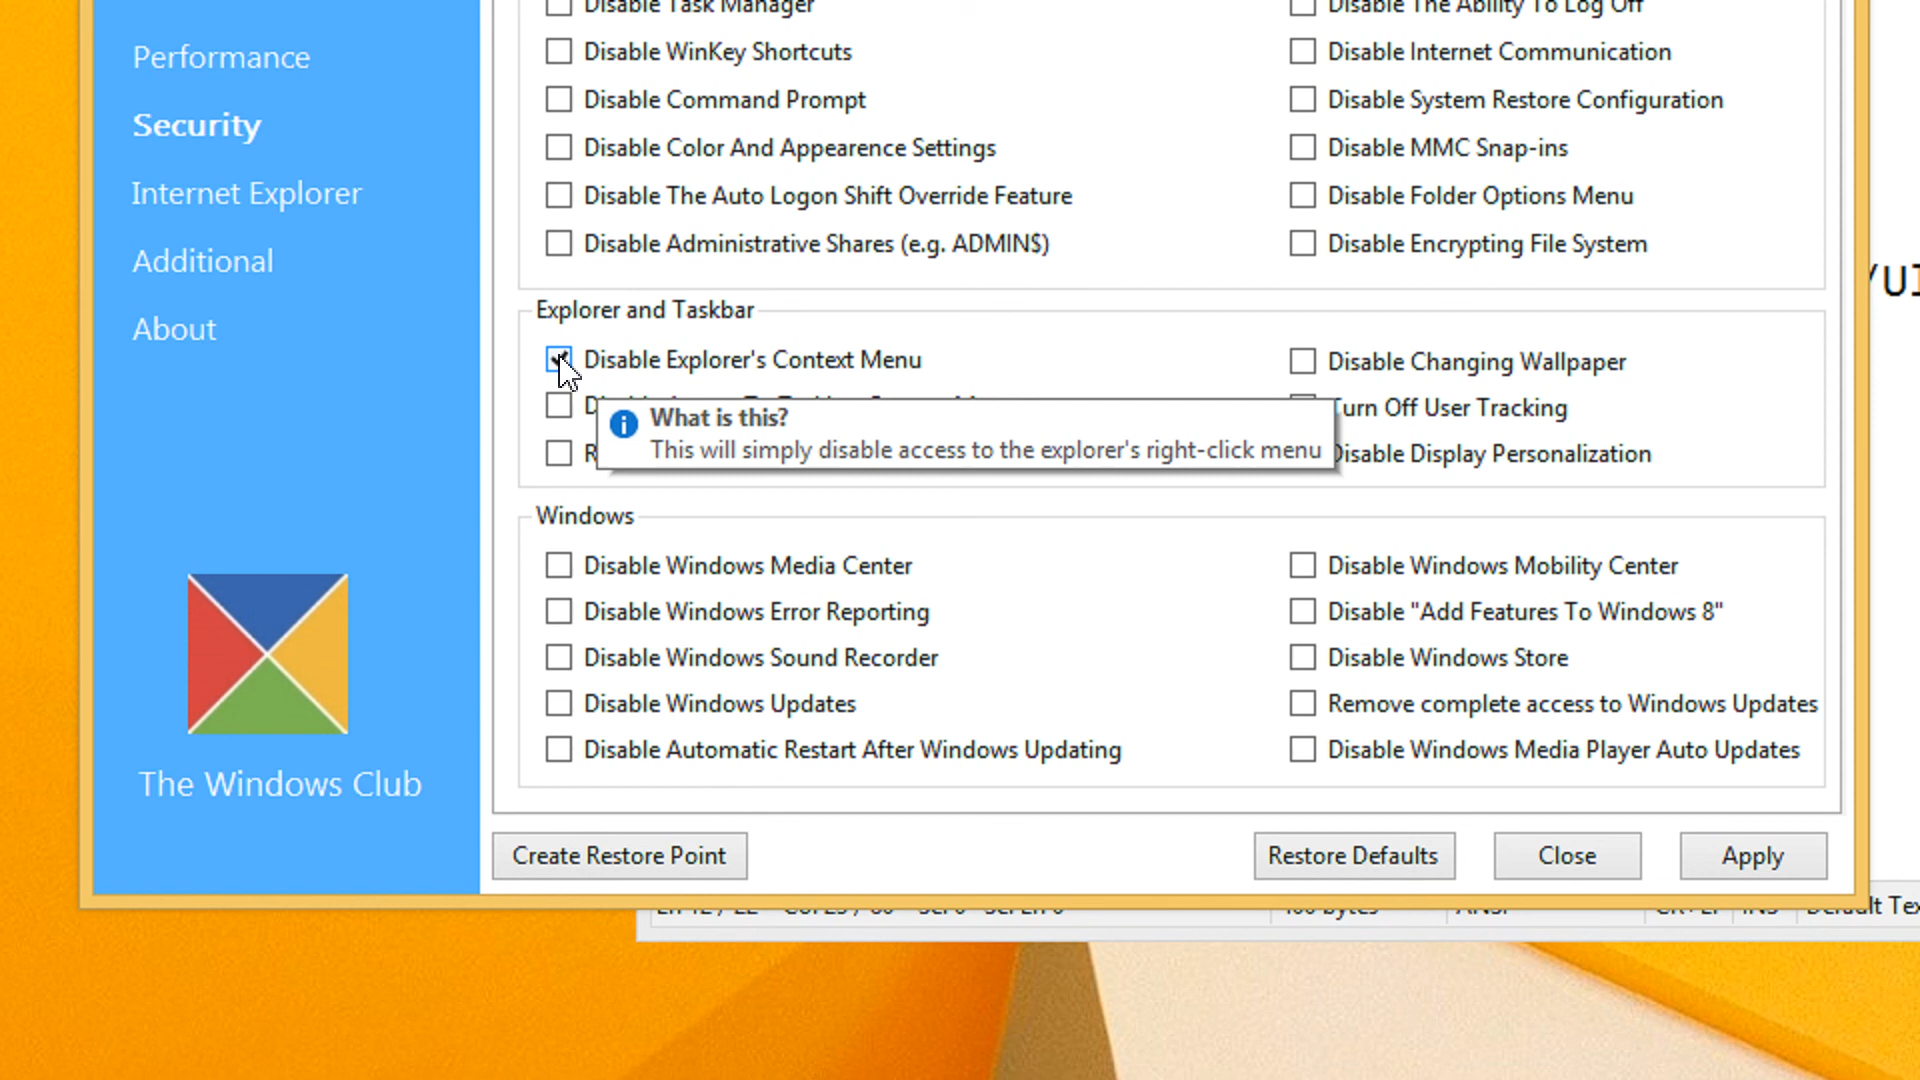 Performance
Security
Internet Explorer
Additional
About
The Windows Club
Disable Task Manager
Disable The Ability To Log Off
Disable WinKey Shortcuts
Disable Internet Communication
Disable Command Prompt
Disable System Restore Configuration
Disable Color And Appearence Settings
Disable MMC Snap-ins
Disable The Auto Logon Shift Override Feature
Disable Folder Options Menu
Disable Administrative Shares (e.g. ADMIN$)
Disable Encrypting File System
Explorer and Taskbar
Disable Explorer's Context Menu
Disable Changing Wallpaper
What is this?
This will simply disable access to the explorer's right-click menu
Turn Off User Tracking
Disable Display Personalization
Windows
Disable Windows Media Center
Disable Windows Mobility Center
Disable Windows Error Reporting
Disable "Add Features To Windows 8"
Disable Windows Sound Recorder
Disable Windows Store
Disable Windows Updates
Remove complete access to Windows Updates
Disable Automatic Restart After Windows Updating
Disable Windows Media Player Auto Updates
Create Restore Point
Restore Defaults
Close
Apply